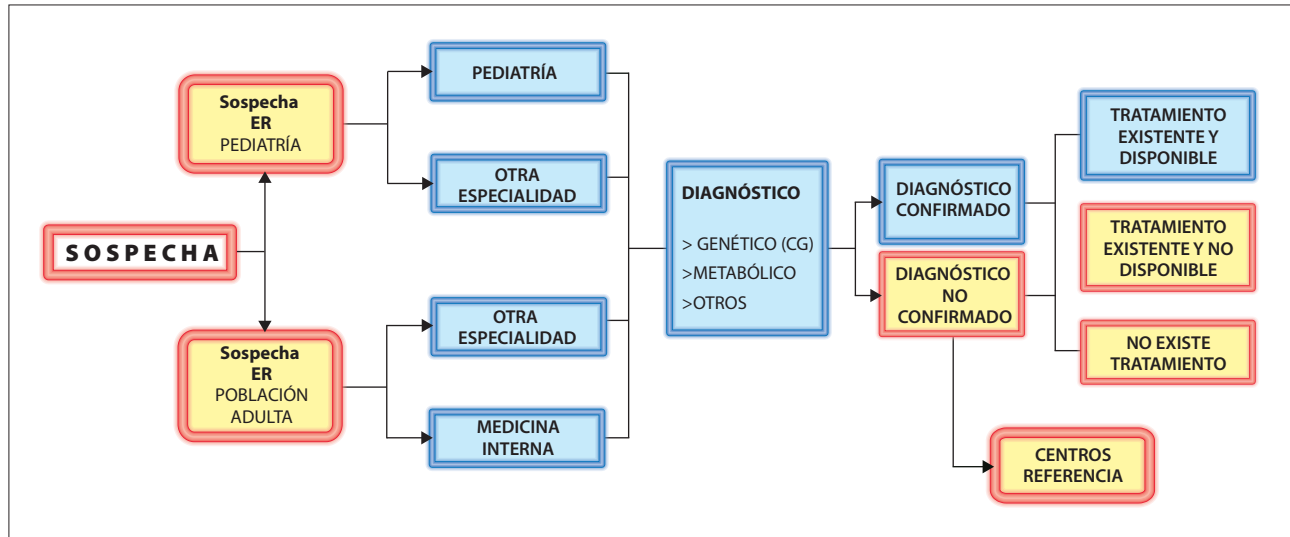 SOSPECHA
Sospecha
ER
PEDIATRÍA
Sospecha
ER
POBLACIÓN
ADULTA
PEDIATRÍA
OTRA
ESPECIALIDAD
OTRA
ESPECIALIDAD
MEDICINA
INTERNA
DIAGNÓSTICO
> GENÉTICO (CG)
>METABÓLICO
>OTROS
DIAGNÓSTICO
CONFIRMADO
DIAGNÓSTICO
NO
CONFIRMADO
TRATAMIENTO
EXISTENTE Y
DISPONIBLE
TRATAMIENTO
EXISTENTE Y NO
DISPONIBLE
NO EXISTE
TRATAMIENTO
CENTROS
REFERENCIA